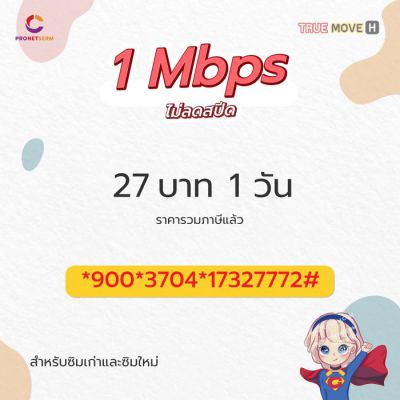 PRONETSERM
TRUE MOVE H
1 Mbps
ไม่ลดสปีด
27 บาท 1 วัน
ราคารวมภาษีแล้ว
*900*3704*17327772#
สำหรับซิมเก่าและซิมใหม่